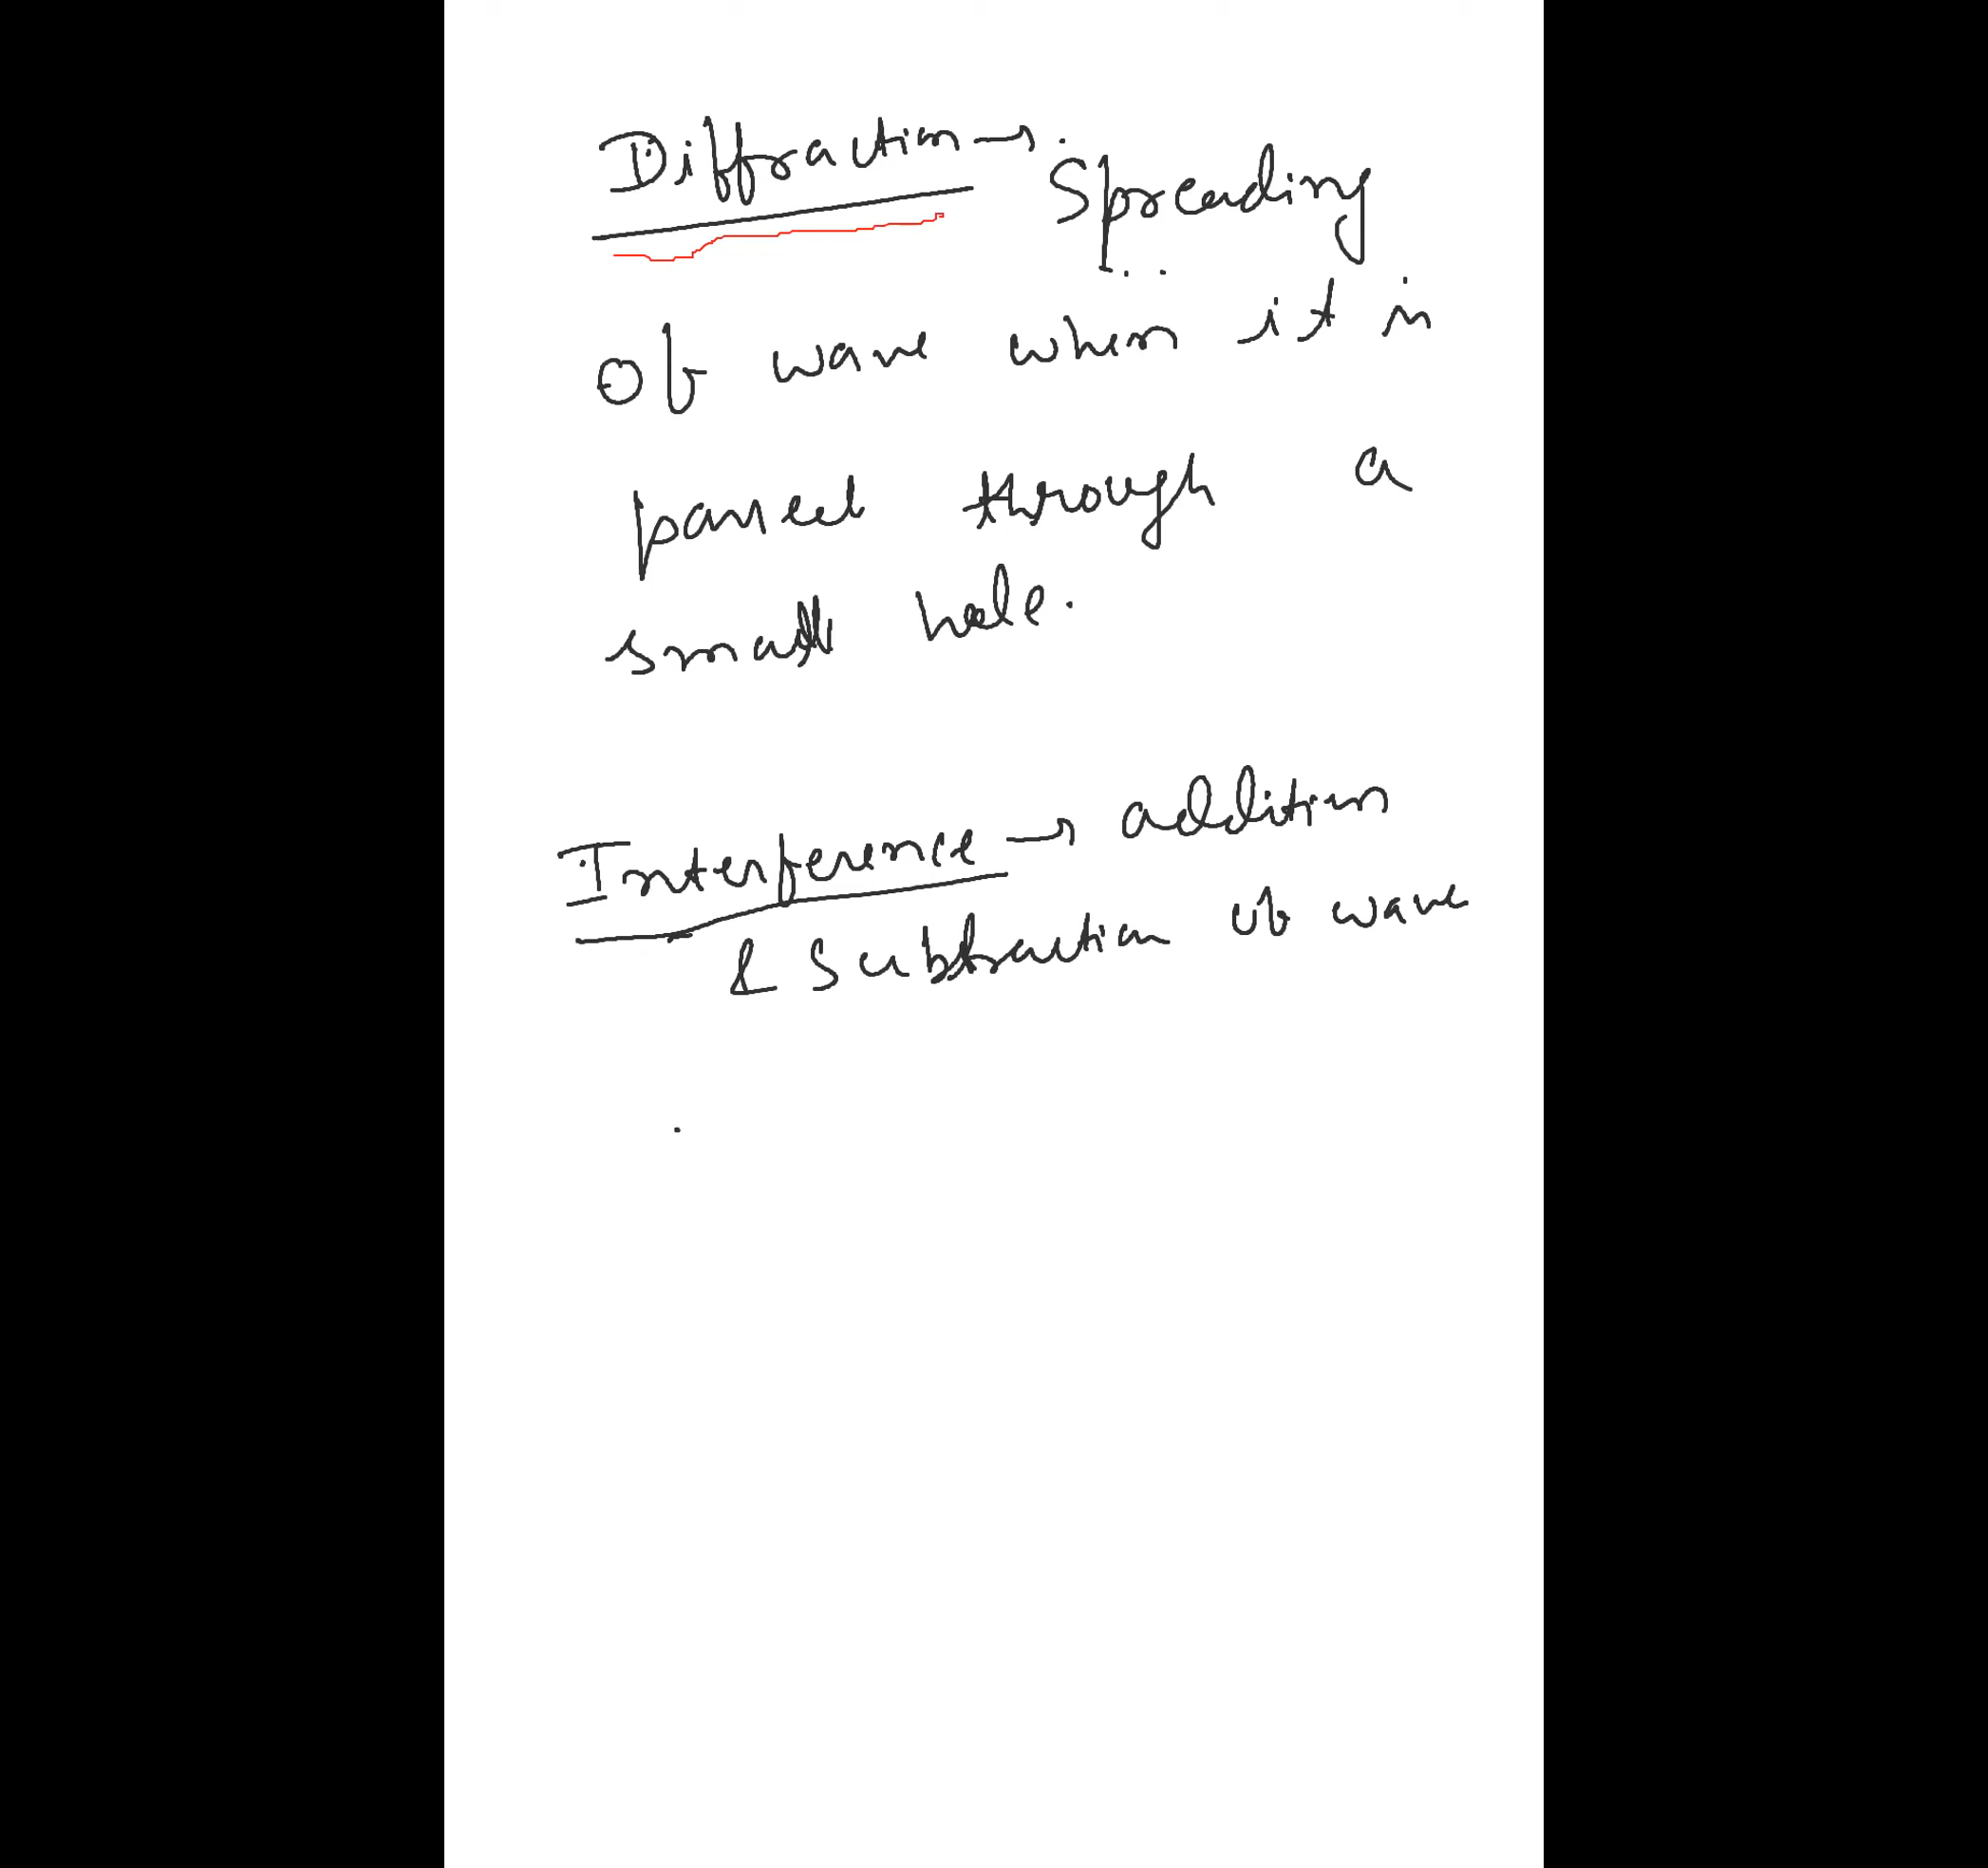 Diffraction → Spreading
of wave when it is
passed through a
small hole.
Interference → addition
& Subtraction of wave